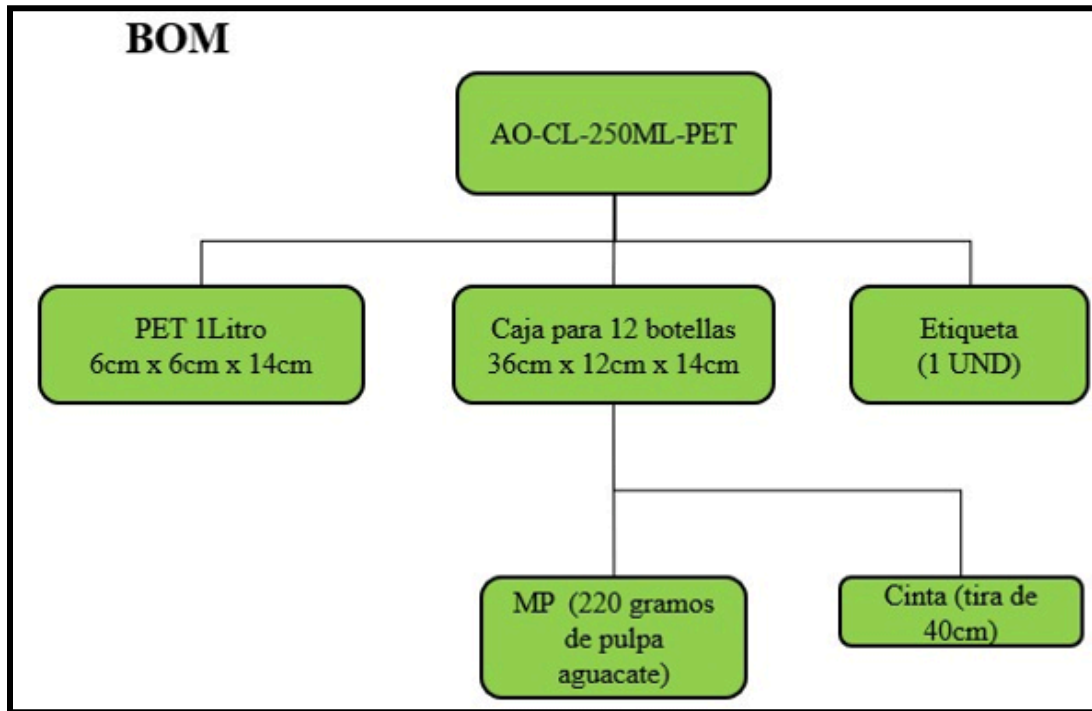 BOM
AO-CL-250ML-PET
PET 1Litro
6cm x 6cm x 14cm
Caja para 12 botellas
36cm x 12cm x 14cm
Etiqueta
(1 UND)
MP (220 gramos
de pulpa
aguacate)
Cinta (tira de
40cm)